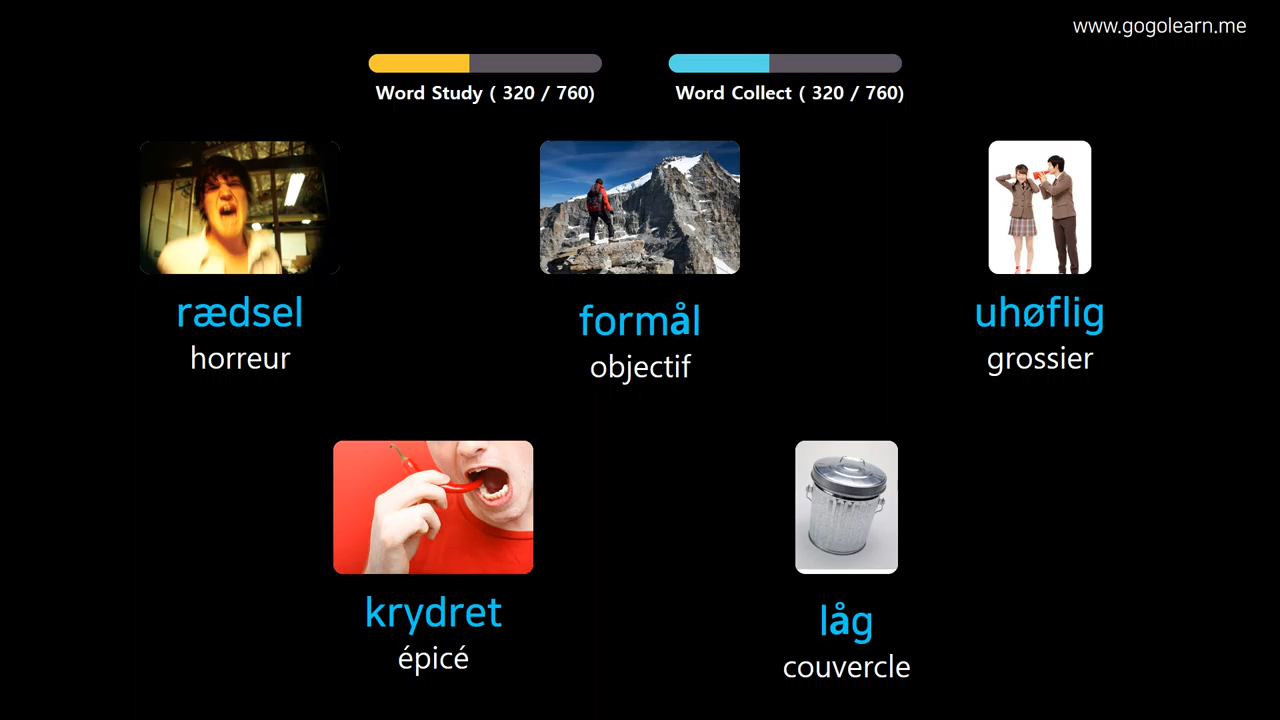 www.gogolearn.me
Word Study ( 320 / 760)
Word Collect ( 320 / 760)
rædsel
horreur
formål
objectif
uhøflig
grossier
krydret
épicé
låg
couvercle